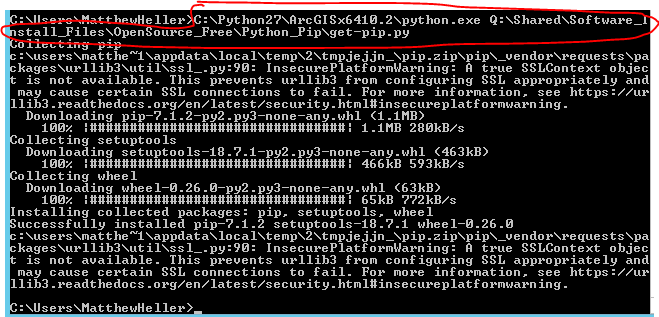 C:\Users\MatthewHeller>C:\Python27\ArcGISx6410.2\python.exe Q:\Shared\Software_I
nstall_Files\OpenSource_Free\Python_Pip\get-pip.py
Collecting pip
c:\users\matthe~1\appdata\local\temp\2\tmpjejjn_\pip.zip\pip\_vendor\requests\pa
ckages\urllib3\util\ssl_.py:90: InsecurePlatformWarning: A true SSLContext objec
t is not available. This prevents urllib3 from configuring SSL appropriately and
 may cause certain SSL connections to fail. For more information, see https://ur
llib3.readthedocs.org/en/latest/security.html#insecureplatformwarning.
  Downloading pip-7.1.2-py2.py3-none-any.whl (1.1MB)
    100% |################################| 1.1MB 280kB/s
Collecting setuptools
  Downloading setuptools-18.7.1-py2.py3-none-any.whl (463kB)
    100% |################################| 466kB 593kB/s
Collecting wheel
  Downloading wheel-0.26.0-py2.py3-none-any.whl (63kB)
    100% |################################| 65kB 772kB/s
Installing collected packages: pip, setuptools, wheel
Successfully installed pip-7.1.2 setuptools-18.7.1 wheel-0.26.0
c:\users\matthe~1\appdata\local\temp\2\tmpjejjn_\pip.zip\pip\_vendor\requests\pa
ckages\urllib3\util\ssl_.py:90: InsecurePlatformWarning: A true SSLContext objec
t is not available. This prevents urllib3 from configuring SSL appropriately and
 may cause certain SSL connections to fail. For more information, see https://ur
llib3.readthedocs.org/en/latest/security.html#insecureplatformwarning.
C:\Users\MatthewHeller>_